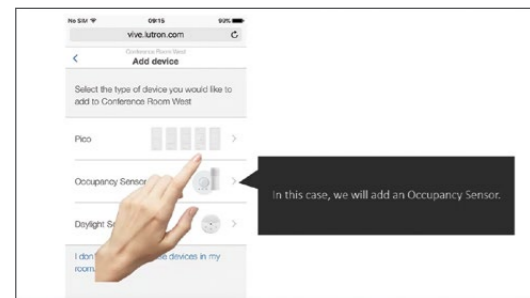 No SIM 09:15 93%
vive.lutron.com
Conference Room West
Add device
Select the type of device you would like to
add to Conference Room West
Pico
Occupancy Sensor
In this case, we will add an Occupancy Sensor.
Daylight
I don't devices in my
room.